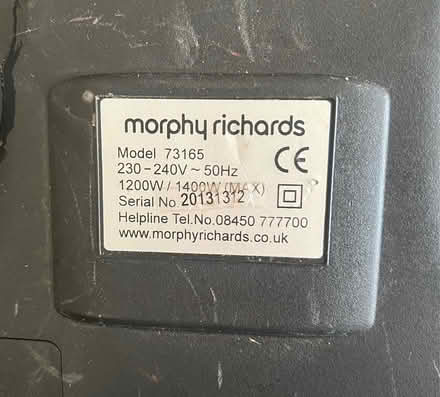 morphy richards
Model 73165
230-240V ~ 50Hz
1200W / 1400W (MAX)
Serial No. 20131312
Helpline Tel.No.08450 777700
www.morphyrichards.co.uk
CE